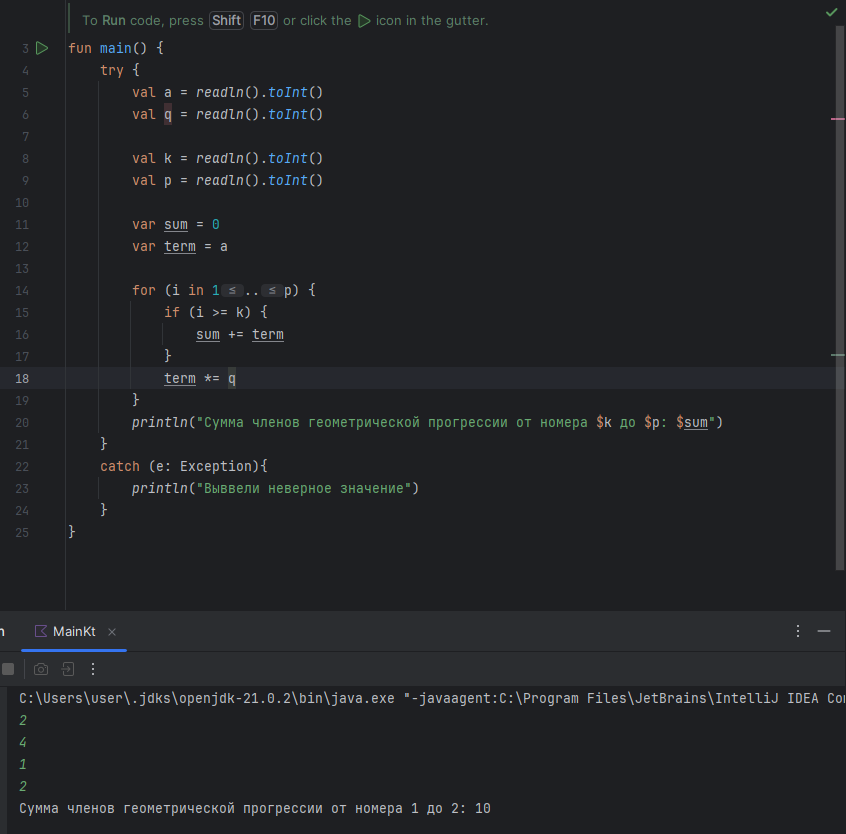 To Run code, press Shift F10 or click the icon in the gutter.
3 fun main() {
4 try {
5 val a = readln().toInt()
6 val q = readln().toInt()
7
8 val k = readln().toInt()
9 val p = readln().toInt()
10
11 var sum = 0
12 var term = a
13
14 for (i in 1 ≤ .. ≤ p) {
15 if (i >= k) {
16 sum += term
17 }
18 term *= q
19 }
20 println("Сумма членов геометрической прогрессии от номера $k до $p: $sum")
21 }
22 catch (e: Exception){
23 println("Выввели неверное значение")
24 }
25 }
MainKt
C:\Users\user\.jdks\openjdk-21.0.2\bin\java.exe "-javaagent:C:\Program Files\JetBrains\IntelliJ IDEA Co
2
4
1
2
Сумма членов геометрической прогрессии от номера 1 до 2: 10